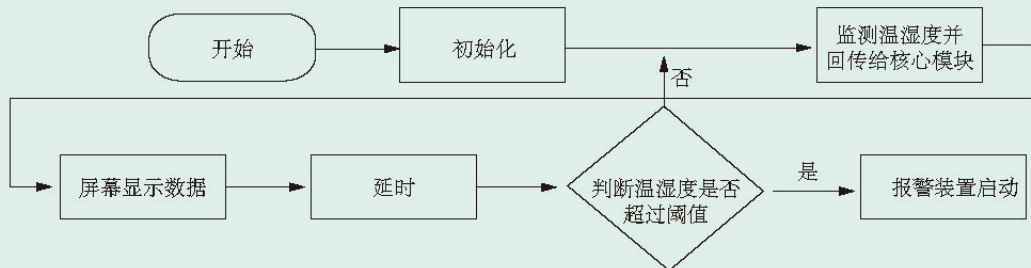 开始
初始化
监测温湿度并
回传给核心模块
否
屏幕显示数据
延时
判断温湿度是否
超过阈值
是
报警装置启动